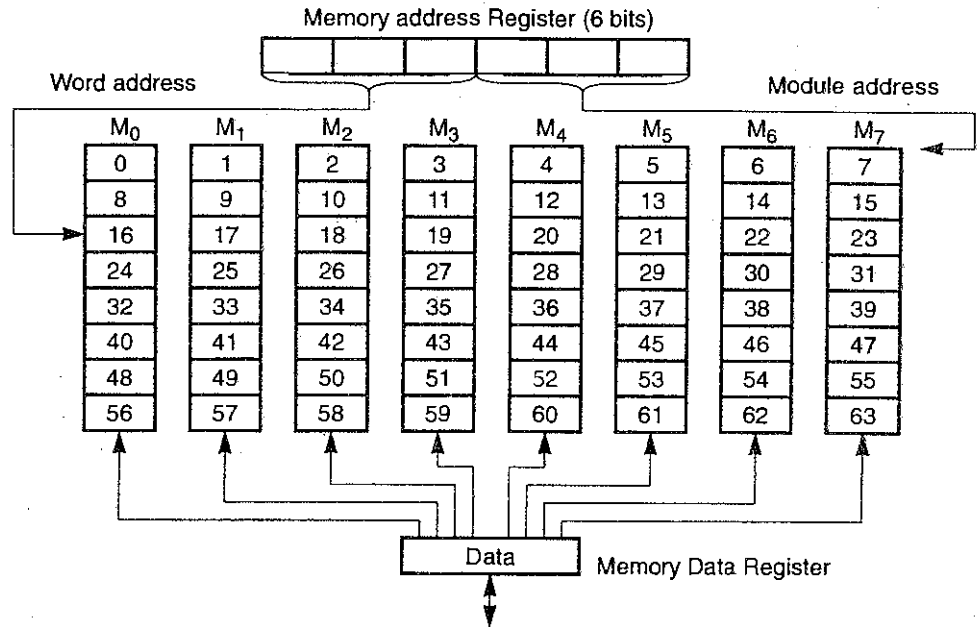 Memory address Register (6 bits)
Word address
Module address
M0 M1 M2 M3 M4 M5 M6 M7
0 1 2 3 4 5 6 7
8 9 10 11 12 13 14 15
16 17 18 19 20 21 22 23
24 25 26 27 28 29 30 31
32 33 34 35 36 37 38 39
40 41 42 43 44 45 46 47
48 49 50 51 52 53 54 55
56 57 58 59 60 61 62 63
Data
Memory Data Register